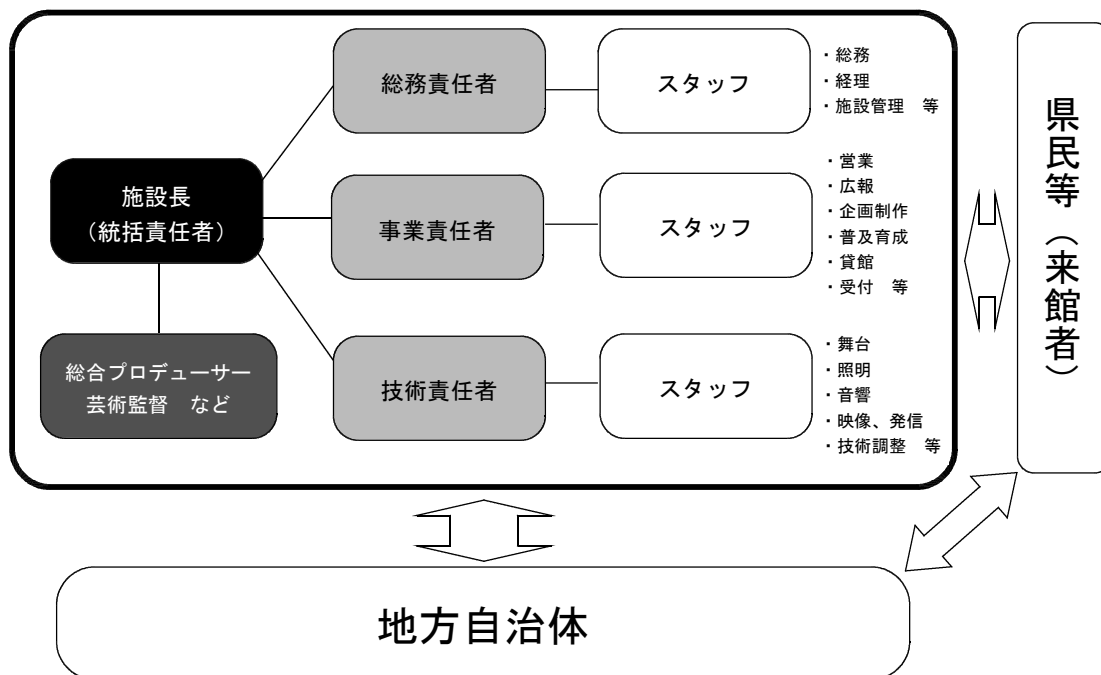 総務責任者
スタッフ
・総務
・経理
・施設管理　等
施設長
（統括責任者）
事業責任者
スタッフ
・営業
・広報
・企画制作
・普及育成
・貸館
・受付　等
総合プロデューサー
芸術監督　など
技術責任者
スタッフ
・舞台
・照明
・音響
・映像、発信
・技術調整　等
県民等（来館者）
地方自治体